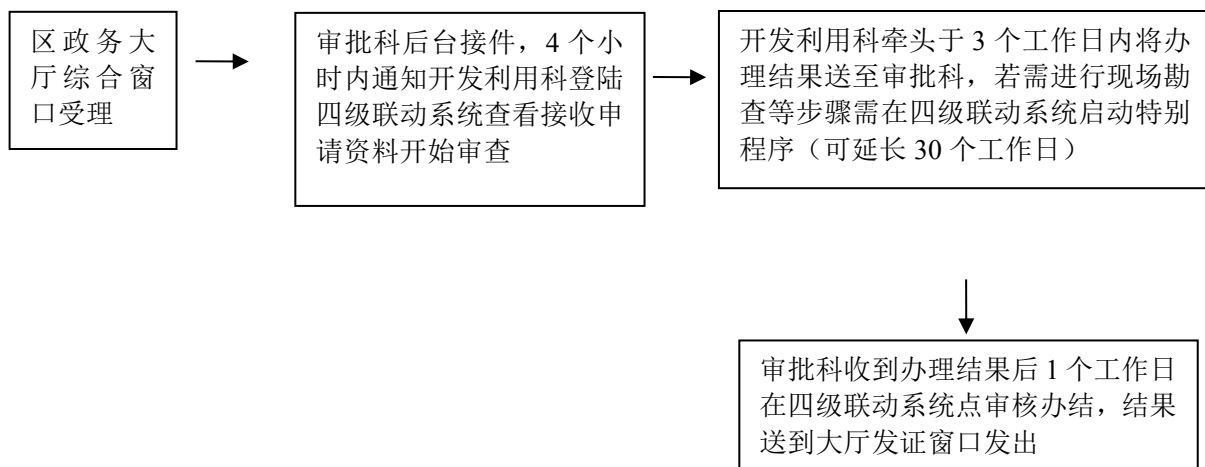 区政务大
厅综合窗
口受理
审批科后台接件，4 个小
时内通知开发利用科登陆
四级联动系统查看接收申
请资料开始审查
开发利用科牵头于 3 个工作日内将办
理结果送至审批科，若需进行现场勘
查等步骤需在四级联动系统启动特别
程序（可延长 30 个工作日）
审批科收到办理结果后 1 个工作日
在四级联动系统点审核办结，结果
送到大厅发证窗口发出